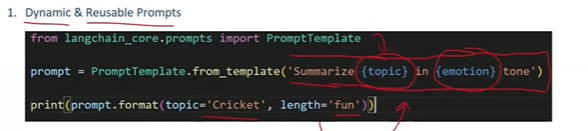 1. Dynamic & Reusable Prompts
from langchain_core.prompts import PromptTemplate
prompt = PromptTemplate.from_template('Summarize {topic} in {emotion} tone')
print(prompt.format(topic='Cricket', length='fun'))